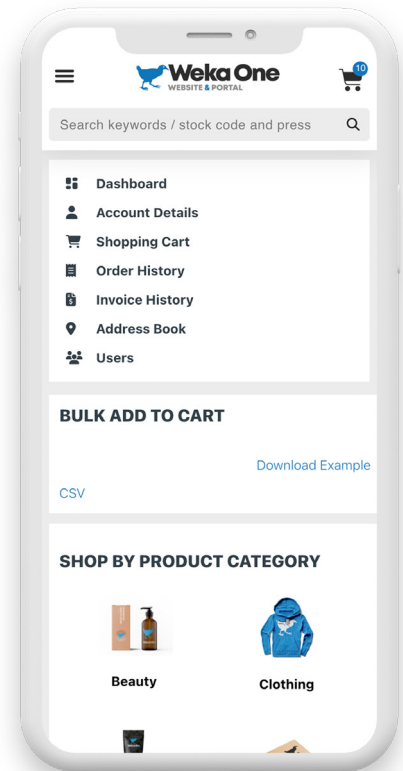 Weka One
WEBSITE & PORTAL
10
Search keywords / stock code and press
Dashboard
Account Details
Shopping Cart
Order History
Invoice History
Address Book
Users
BULK ADD TO CART
Download Example
CSV
SHOP BY PRODUCT CATEGORY
Beauty
Clothing